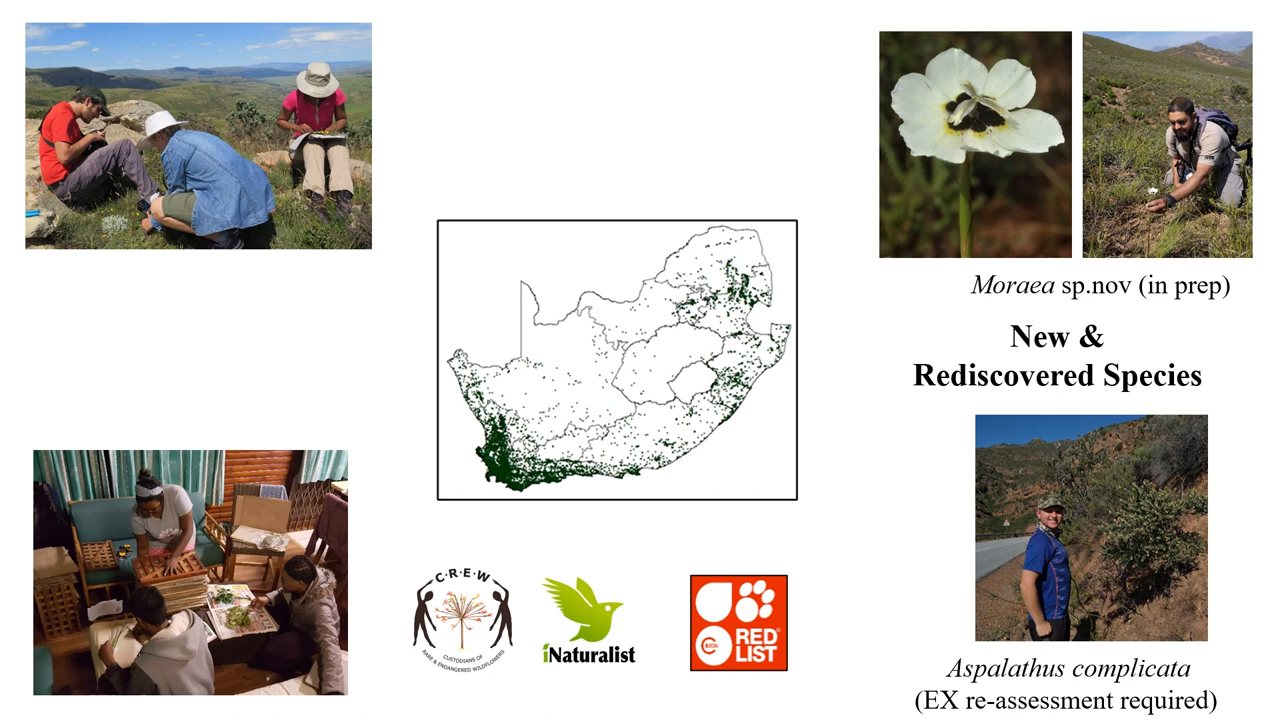 Moraea sp.nov (in prep)
New &
Rediscovered Species
C·R·E·W
CUSTODIANS OF
RARE & ENDANGERED WILDFLOWERS
iNaturalist
RED
LIST
Aspalathus complicata
(EX re-assessment required)